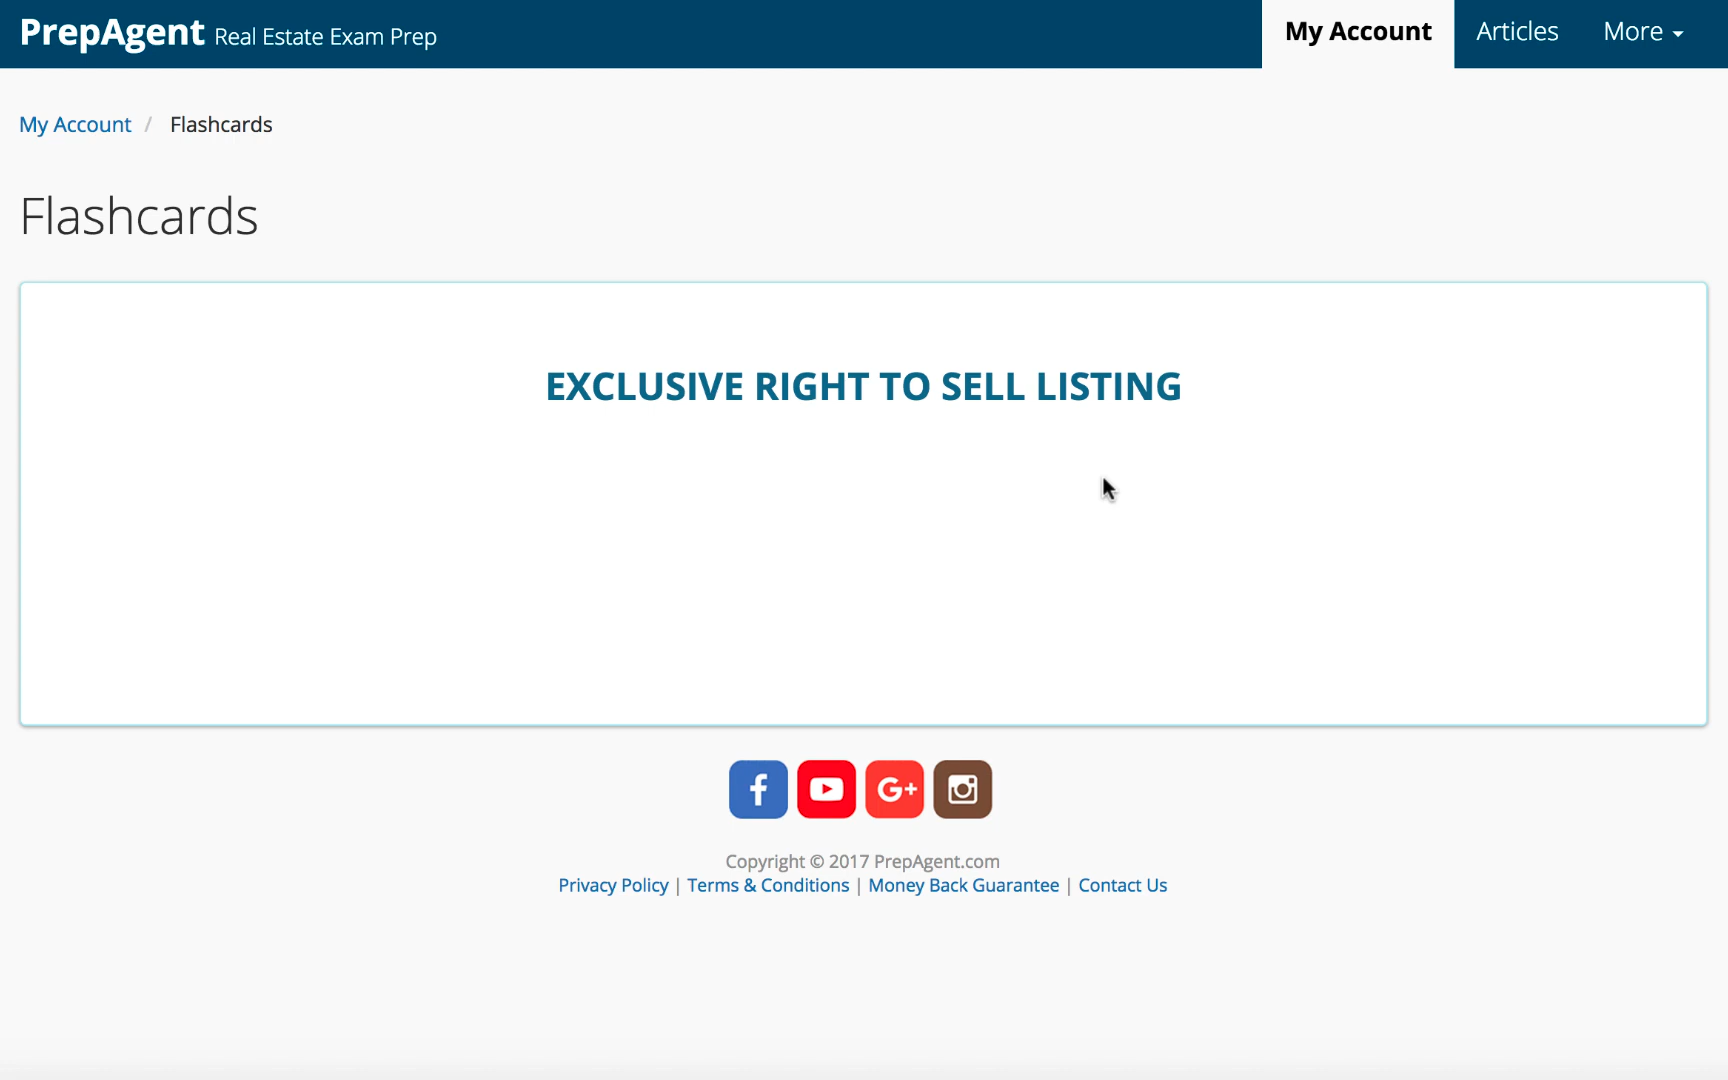 PrepAgent Real Estate Exam Prep
My Account
Articles
More
My Account / Flashcards
Flashcards
EXCLUSIVE RIGHT TO SELL LISTING
f
G+
Copyright © 2017 PrepAgent.com
Privacy Policy | Terms & Conditions | Money Back Guarantee | Contact Us